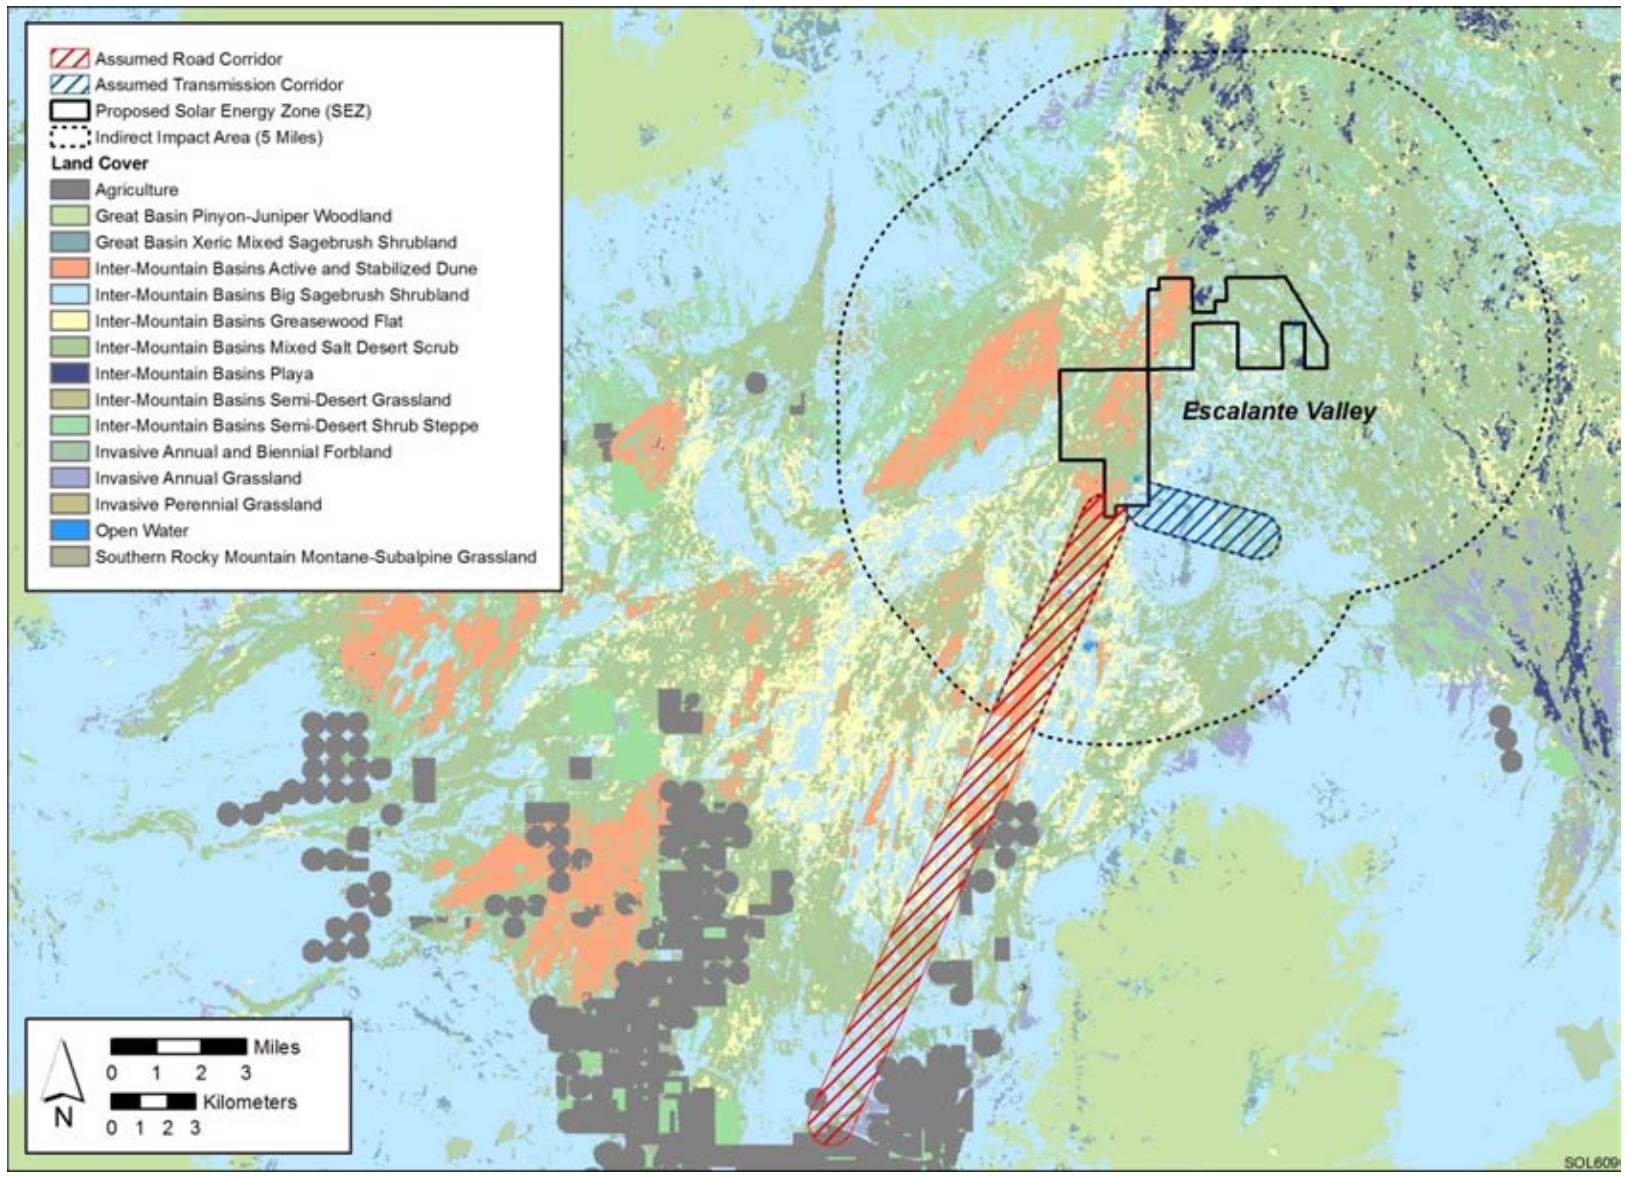 Assumed Road Corridor
Assumed Transmission Corridor
Proposed Solar Energy Zone (SEZ)
Indirect Impact Area (5 Miles)
Land Cover
Agriculture
Great Basin Pinyon-Juniper Woodland
Great Basin Xeric Mixed Sagebrush Shrubland
Inter-Mountain Basins Active and Stabilized Dune
Inter-Mountain Basins Big Sagebrush Shrubland
Inter-Mountain Basins Greasewood Flat
Inter-Mountain Basins Mixed Salt Desert Scrub
Inter-Mountain Basins Playa
Inter-Mountain Basins Semi-Desert Grassland
Inter-Mountain Basins Semi-Desert Shrub Steppe
Invasive Annual and Biennial Forbland
Invasive Annual Grassland
Invasive Perennial Grassland
Open Water
Southern Rocky Mountain Montane-Subalpine Grassland
Escalante Valley
Miles
0 1 2 3
Kilometers
0 1 2 3
N